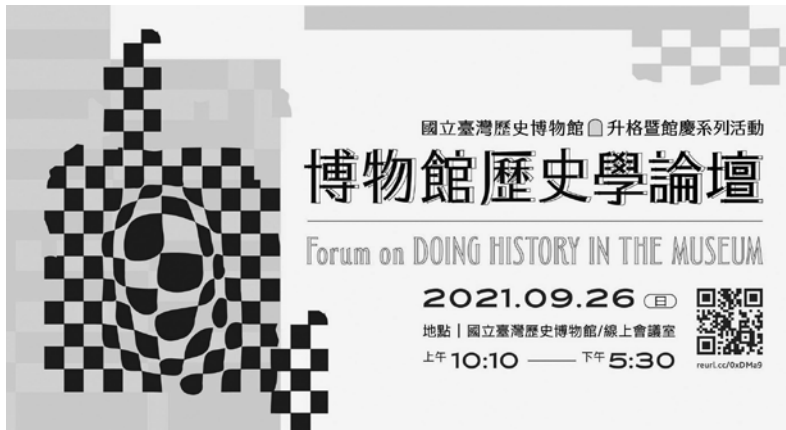 國立臺灣歷史博物館 升格暨館慶系列活動
博物館歷史學論壇
Forum on DOING HISTORY IN THE MUSEUM
2021.09.26 日
地點 | 國立臺灣歷史博物館/線上會議室
上午 10:10 —— 下午 5:30
reurl.cc/0xDMa9